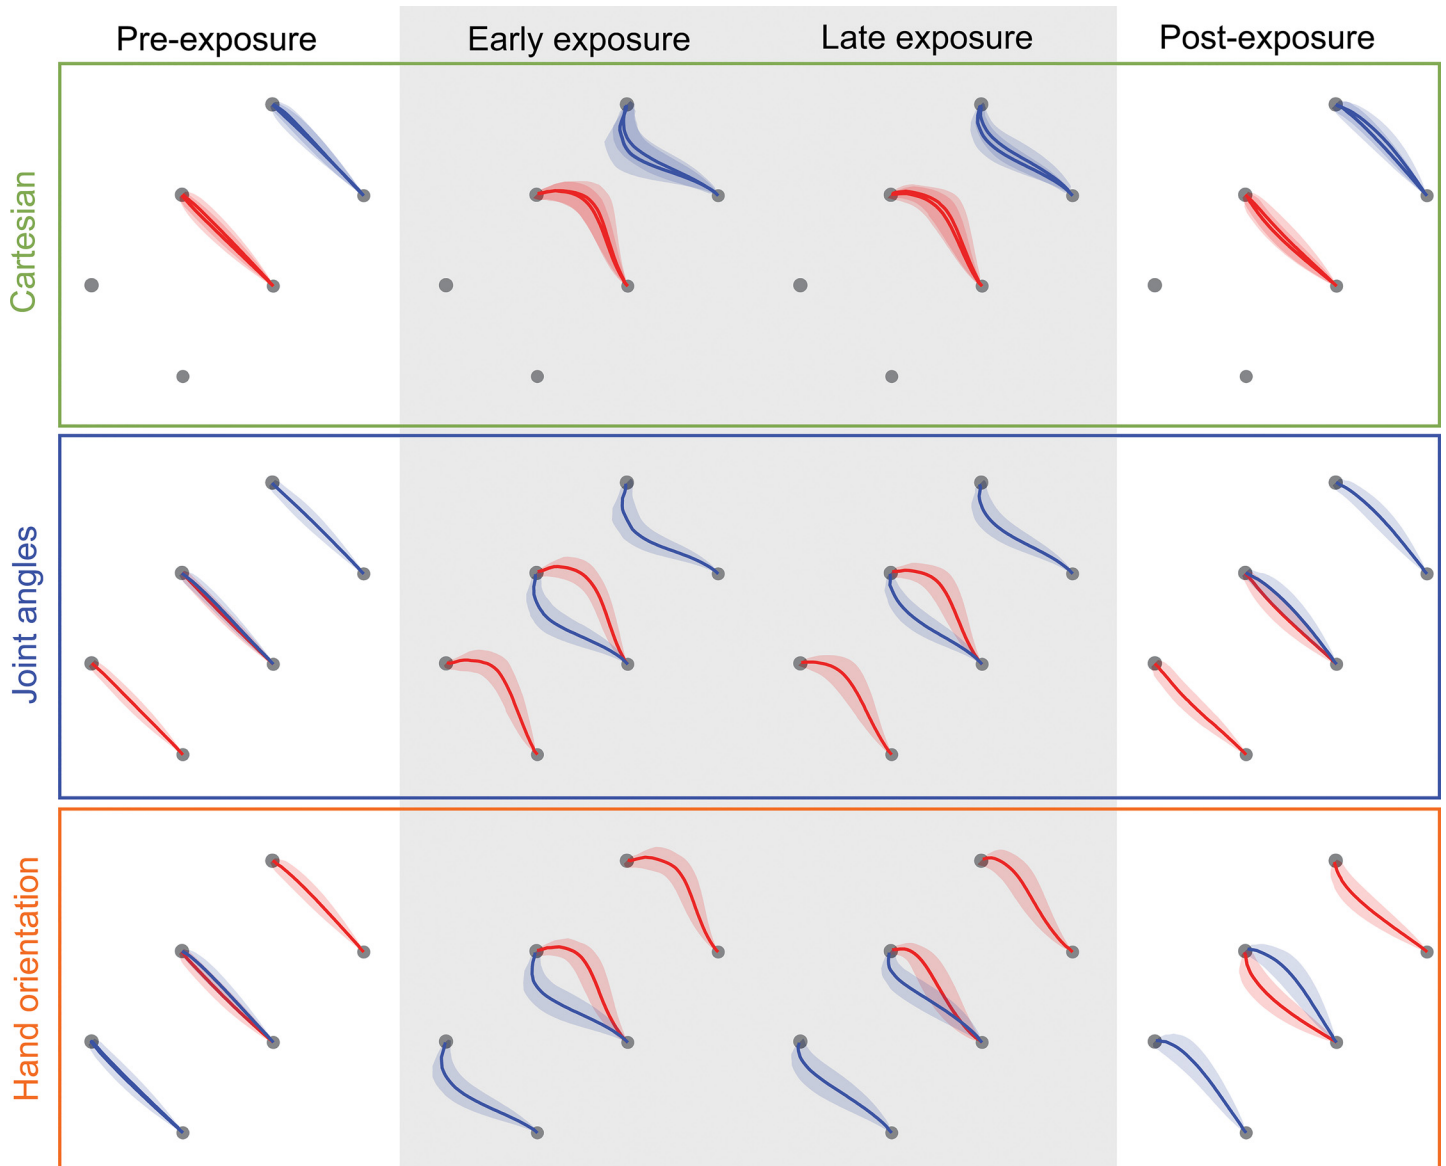 Pre-exposure
Early exposure
Late exposure
Post-exposure
Cartesian
Joint angles
Hand orientation